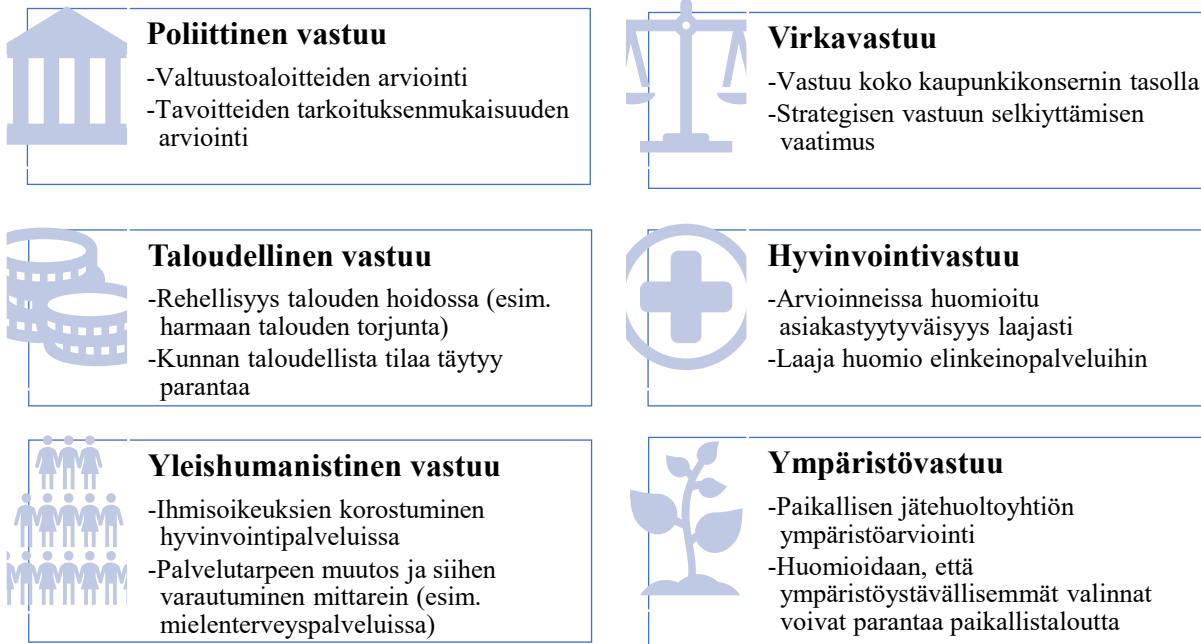 Poliittinen vastuu
-Valtuustoaloitteiden arviointi
-Tavoitteiden tarkoituksenmukaisuuden
arviointi
Virkavastuu
-Vastuu koko kaupunkikonsernin tasolla
-Strategisen vastuun selkiyttämisen
vaatimus
Taloudellinen vastuu
-Rehellisyys talouden hoidossa (esim.
harmaan talouden torjunta)
-Kunnan taloudellista tilaa täytyy
parantaa
Hyvinvointivastuu
-Arvioinneissa huomioitu
asiakastyytyväisyys laajasti
-Laaja huomio elinkeinopalveluihin
Yleishumanistinen vastuu
-Ihmisoikeuksien korostuminen
hyvinvointipalveluissa
-Palvelutarpeen muutos ja siihen
varautuminen mittarein (esim.
mielenterveyspalveluissa)
Ympäristövastuu
-Paikallisen jätehuoltoyhtiön
ympäristöarviointi
-Huomioidaan, että
ympäristöystävällisemmät valinnat
voivat parantaa paikallistaloutta